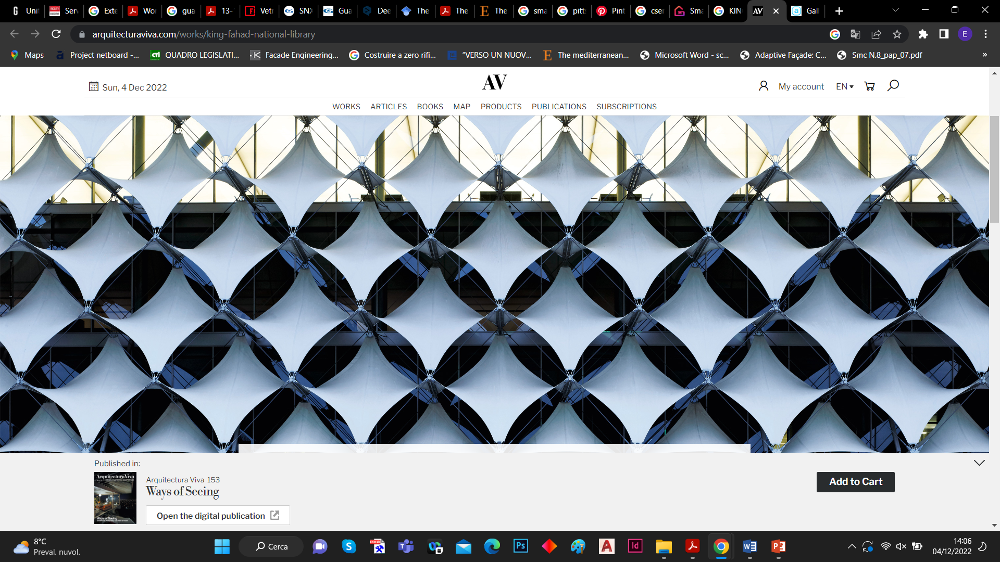 Unit
Serv
Exte
Wor
gua
13-
Vetr
SNX
Gua
Dee
The
The
The
sma
pitts
Pint
cser
Sma
KIN
AV
Gall
arquitecturaviva.com/works/king-fahad-national-library
E
Maps
Project netboard -...
QUADRO LEGISLATI...
Facade Engineering...
Costruire a zero rifi...
“VERSO UN NUOV...
The mediterranean...
Microsoft Word - sc...
Adaptive Façade: C...
Smc N.8_pap_07.pdf
»
Sun, 4 Dec 2022
AV
My account
EN
WORKS ARTICLES BOOKS MAP PRODUCTS PUBLICATIONS SUBSCRIPTIONS
Published in:
ArquitecturaViva
Ways of Seeing
Arquitectura Viva 153
Ways of Seeing
Open the digital publication
Add to Cart
8°C
Preval. nuvol.
Cerca
14:06
04/12/2022